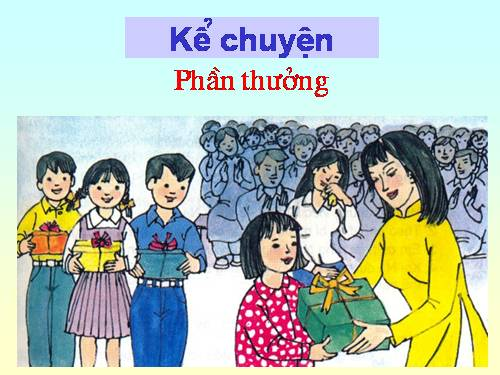 Kể chuyện
Phần thưởng